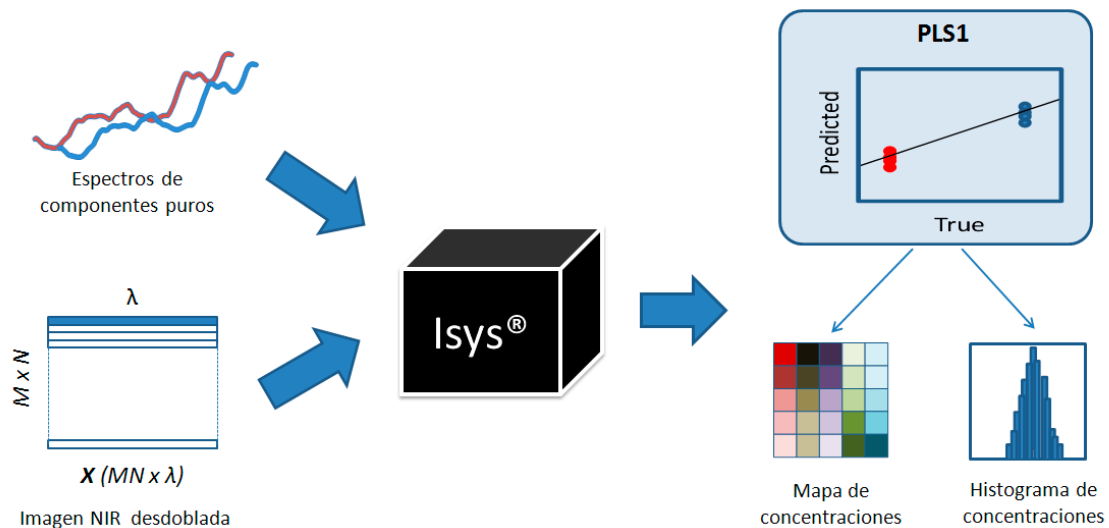 Espectros de
componentes puros
λ
M x N
X (MN x λ)
Imagen NIR desdoblada
Isys®
PLS1
Predicted
True
Mapa de
concentraciones
Histograma de
concentraciones